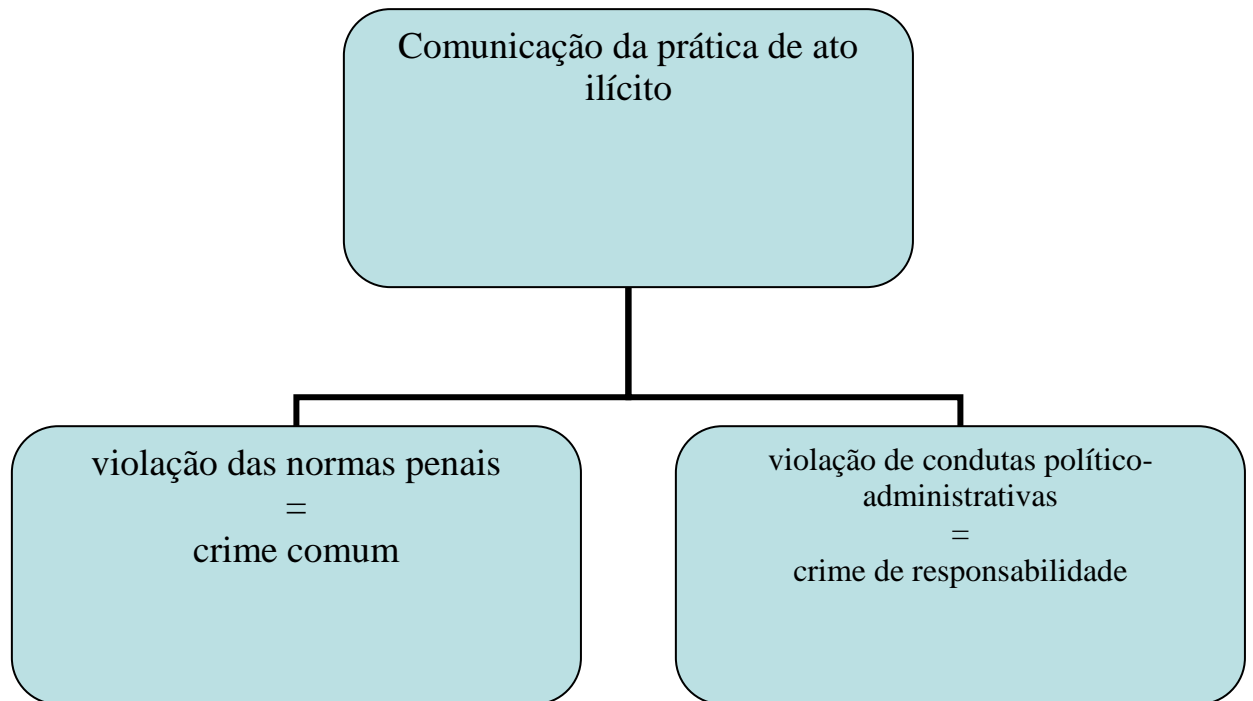 Comunicação da prática de ato
ilícito
violação das normas penais
=
crime comum
violação de condutas político-
administrativas
=
crime de responsabilidade